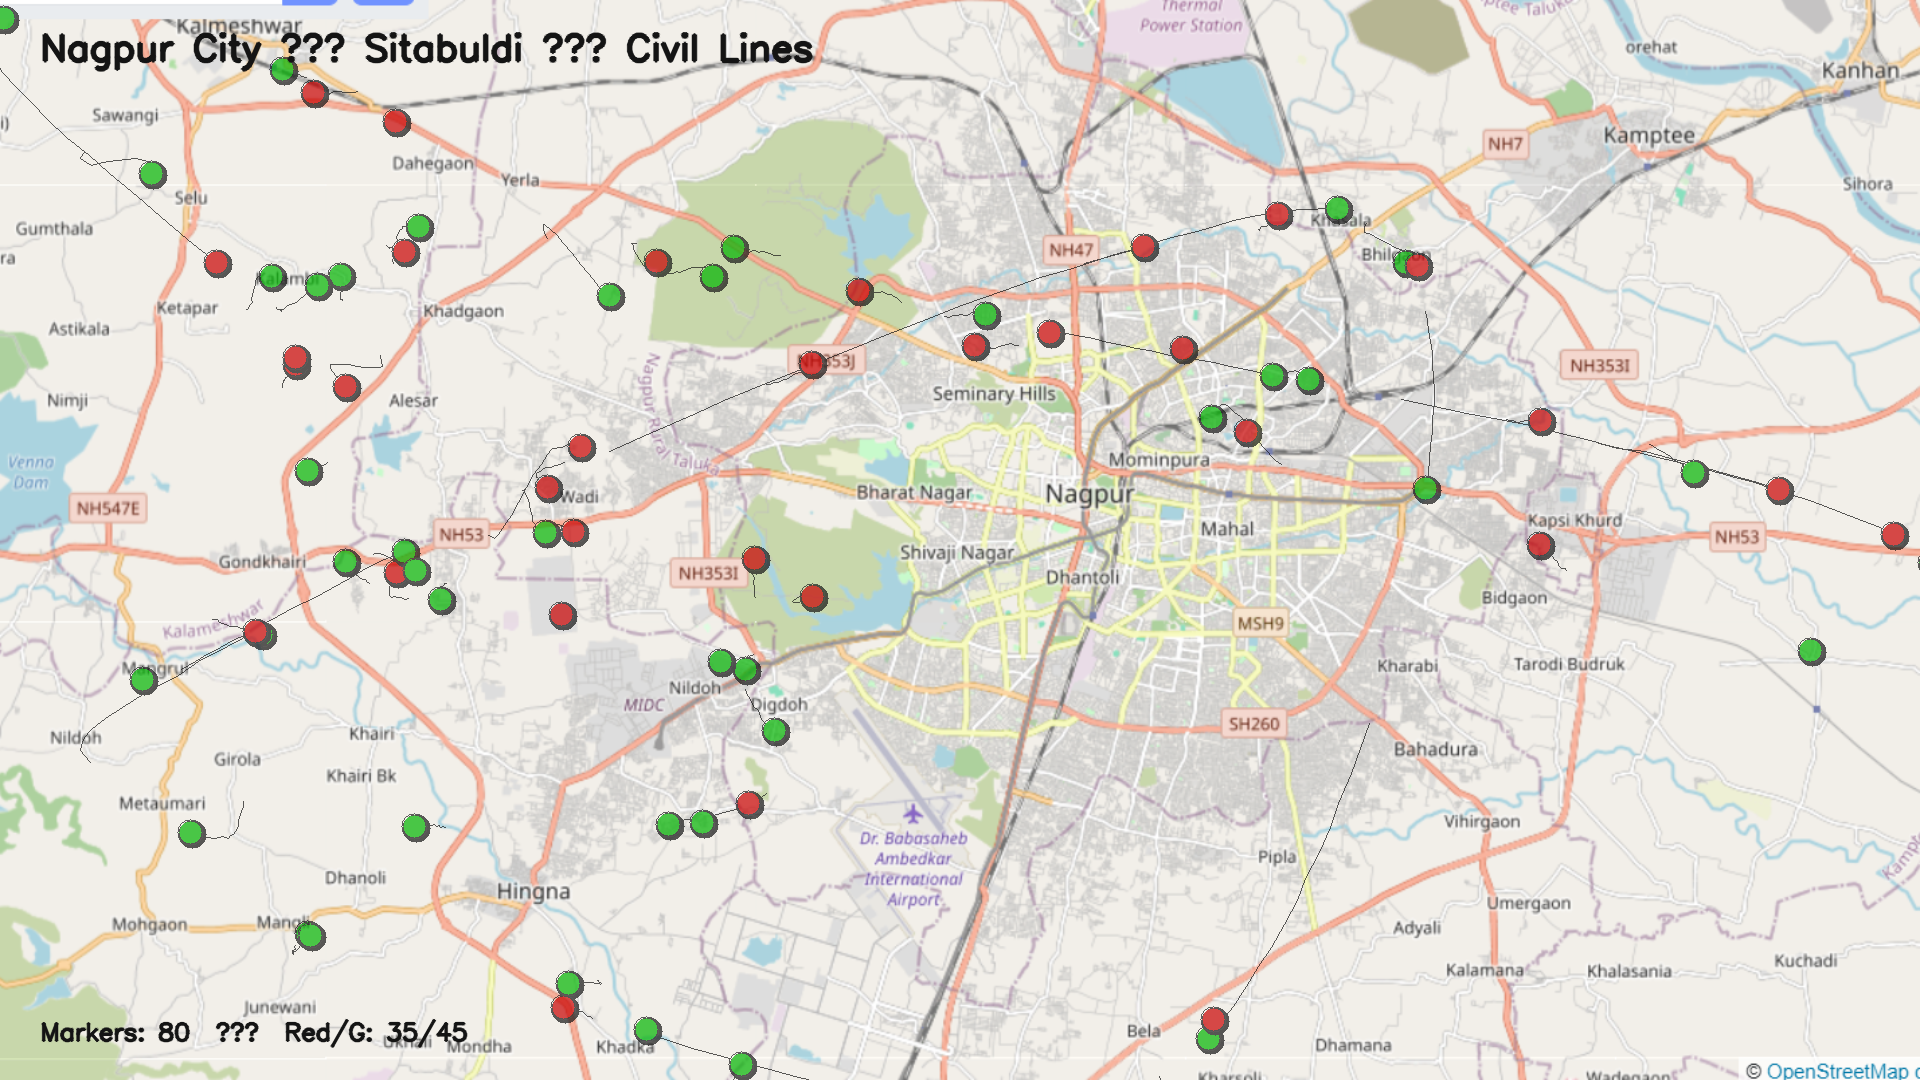 Kalmeshwar
Nagpur City ??? Sitabuldi ??? Civil Lines
Thermal
Power Station
orehat
Kanhan
Sawangi
Kamptee
NH7
Dahegaon
Yerla
Sihora
Selu
Gumthala
Khasala
NH47
Bhilgaon
ra
Kalambi
Ketapar
Khadgaon
Astikala
NH353J
NH353I
Nagpur Rural Taluka
Seminary Hills
Nimji
Alesar
Mominpura
Venna
Dam
Bharat Nagar
Nagpur
Wadi
NH547E
Kapsi Khurd
Mahal
NH53
NH53
Shivaji Nagar
Gondkhairi
NH353I
Dhantoli
Bidgaon
Kalameshwar
MSH9
Mangrul
Kharabi
Tarodi Budruk
Nildoh
MIDC
Digdoh
SH260
Nildoh
Khairi
Bahadura
Girola
Khairi Bk
Metaumari
Vihirgaon
Dr. Babasaheb
Ambedkar
International
Airport
Pipla
Dhanoli
Hingna
Umergaon
Mohgaon
Mangli
Adyali
Kuchadi
Kalamana
Khalasania
Junewani
Markers: 80 ??? Red/G: 35/45
Bela
Mondha
Khadka
Dhamana
Kharsoli
Wadegaon
© OpenStreetMap c